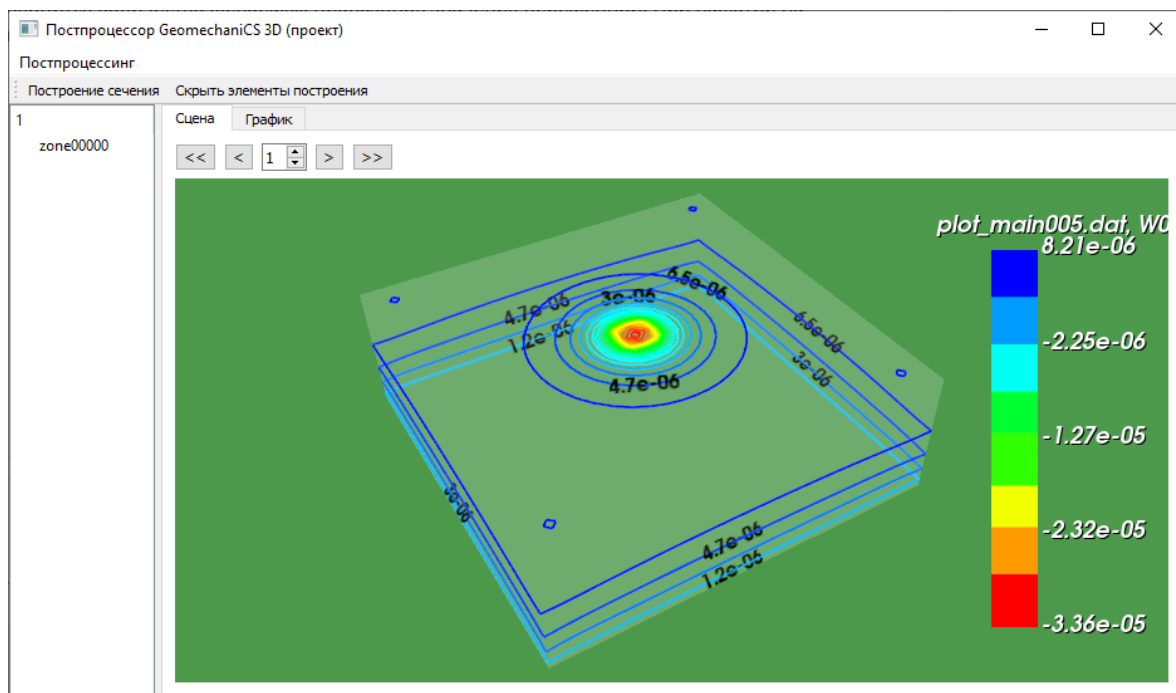 Постпроцессор GeomechaniCS 3D (проект)
Постпроцессинг
Построение сечения Скрыть элементы построения
1
zone00000
Сцена График
<< < 1 > >>
plot_main005.dat, W0
8.21e-06
-2.25e-06
-1.27e-05
-2.32e-05
-3.36e-05
6.5e-06
3e-06
4.7e-06
1.2e-06
6.5e-06
3e-06
4.7e-06
3e-06
4.7e-06
1.2e-06